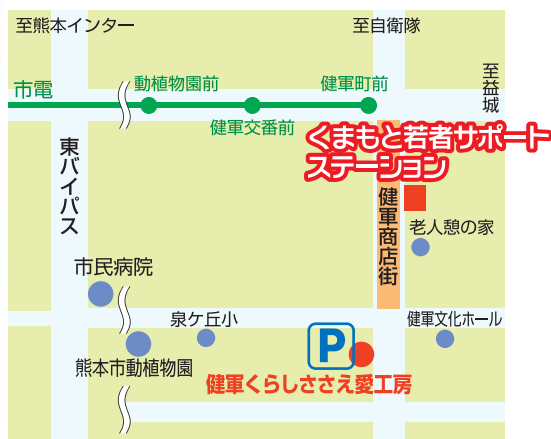 至熊本インター
至自衛隊
至益城
市電
動植物園前
健軍町前
健軍交番前
くまもと若者サポート
ステーション
東バイパス
健軍商店街
老人憩の家
市民病院
泉ケ丘小
健軍文化ホール
P
熊本市動植物園
健軍くらしささえ愛工房